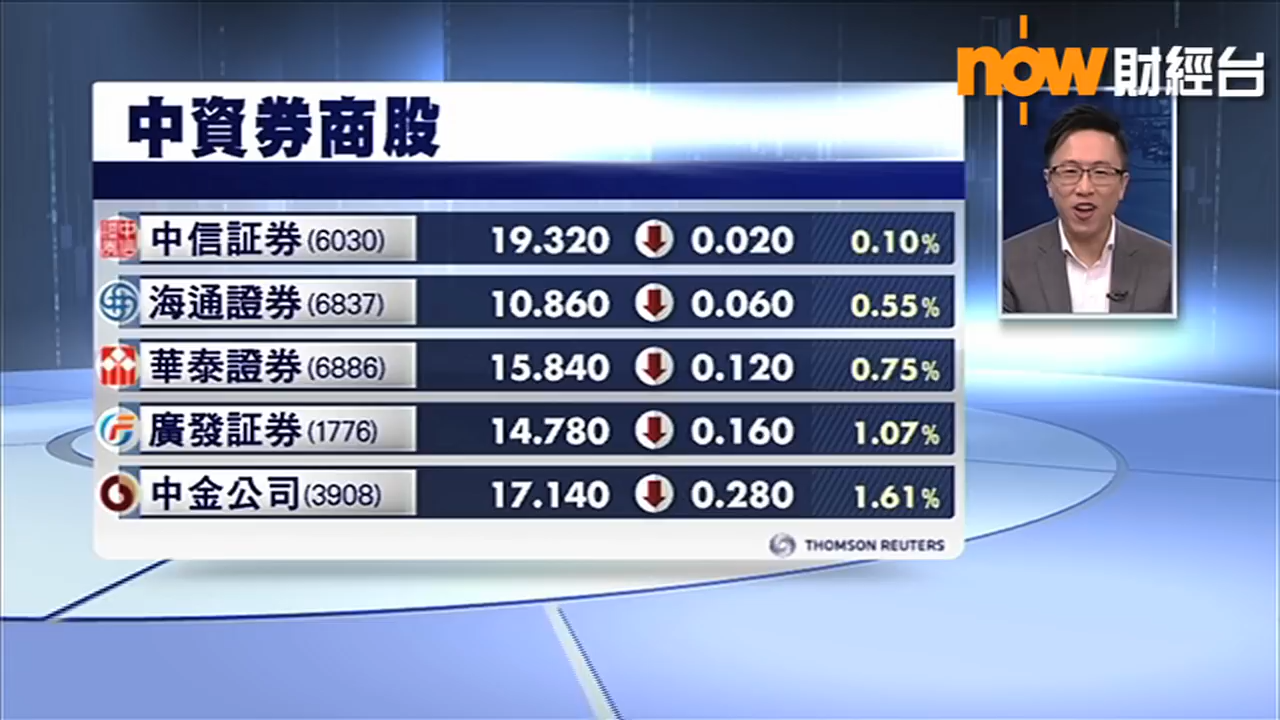 now 財經台
中資券商股
中信証券(6030) 19.320 0.020 0.10%
海通證券(6837) 10.860 0.060 0.55%
華泰證券(6886) 15.840 0.120 0.75%
廣發証券(1776) 14.780 0.160 1.07%
中金公司(3908) 17.140 0.280 1.61%
THOMSON REUTERS